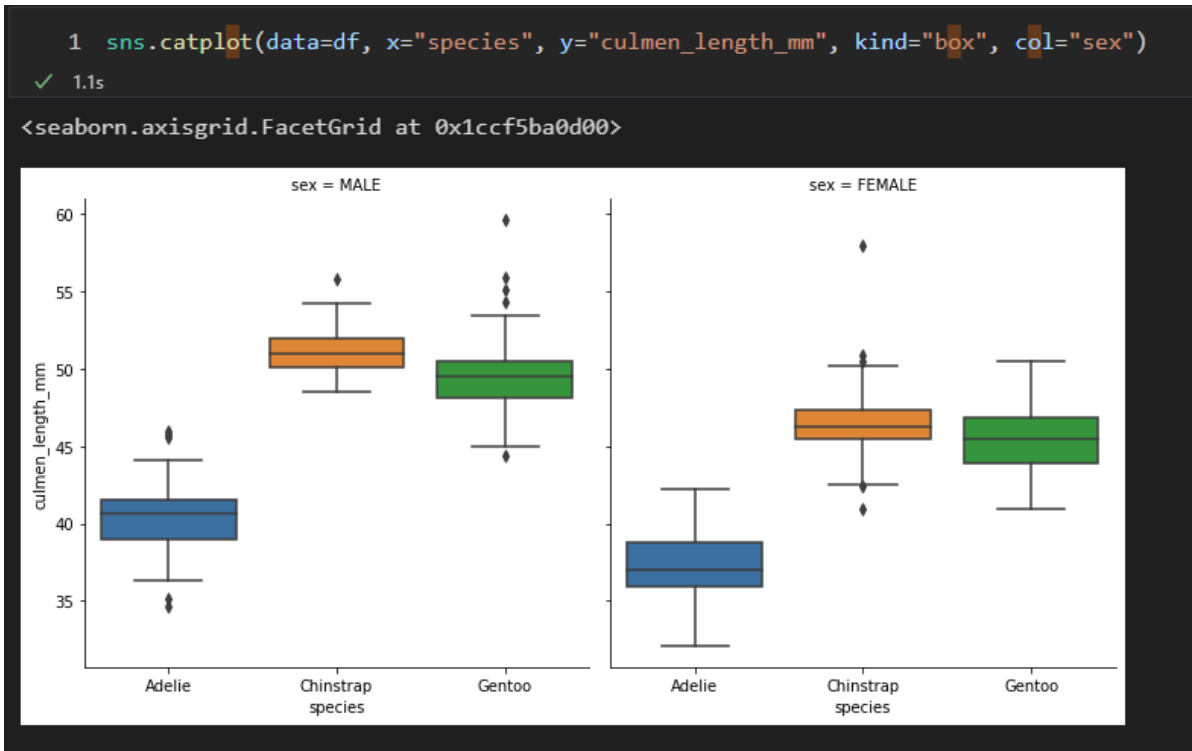 1 sns.catplot(data=df, x="species", y="culmen_length_mm", kind="box", col="sex")
✓ 1.1s
<seaborn.axisgrid.FacetGrid at 0x1ccf5ba0d00>
sex = MALE
sex = FEMALE
culmen_length_mm
60
55
50
45
40
35
Adelie Chinstrap Gentoo
species
Adelie Chinstrap Gentoo
species